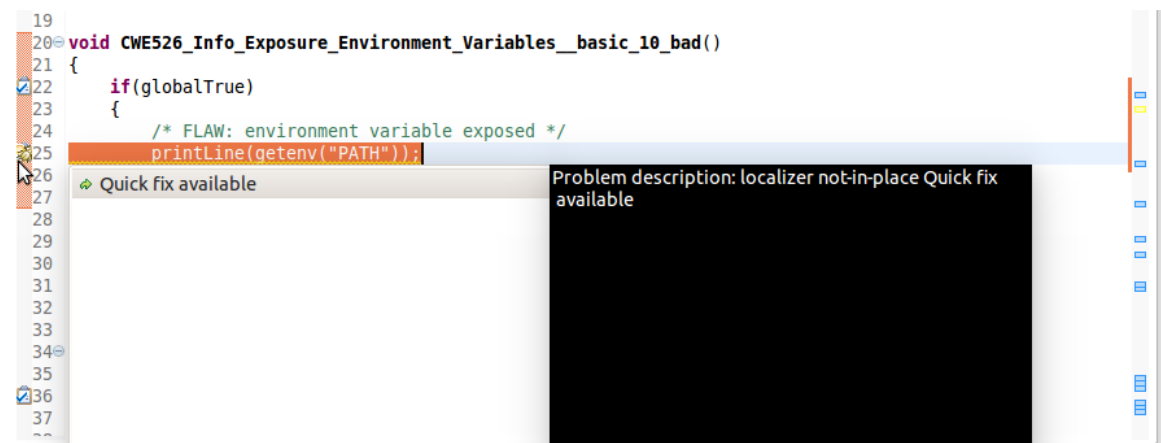 19
20 void CWE526_Info_Exposure_Environment_Variables__basic_10_bad()
21 {
22 if(globalTrue)
23 {
24 /* FLAW: environment variable exposed */
25 printLine(getenv("PATH"));
26
Quick fix available
Problem description: localizer not-in-place Quick fix
available
27
28
29
30
31
32
33
34
35
36
37